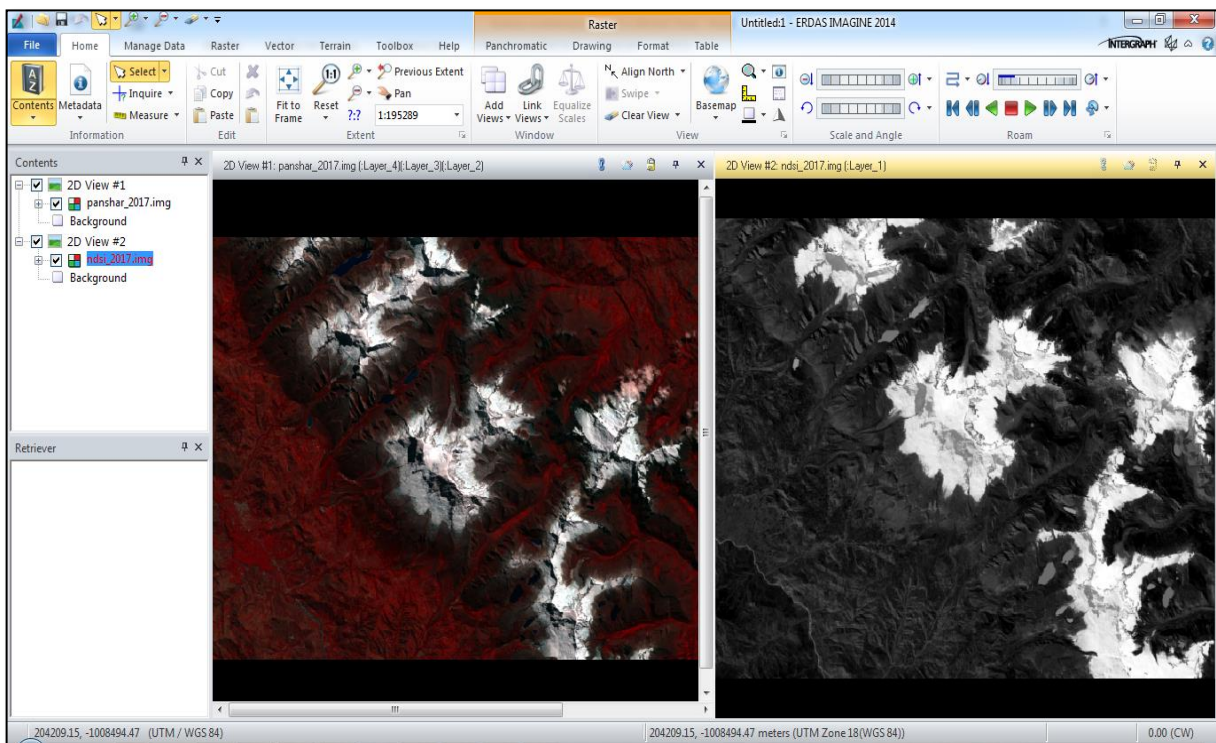 Raster
Untitled:1 - ERDAS IMAGINE 2014
File Home Manage Data Raster Vector Terrain Toolbox Help Panchromatic Drawing Format Table INTERGRAPH
Contents
Metadata
Select
Inquire
Measure
Information
Cut
Copy
Paste
Edit
Fit to Frame
1:1
Reset
Previous Extent
Pan
?:?
1:195289
Extent
Add Views
Link Views
Equalize Scales
Window
Align North
Swipe
Clear View
Basemap
View
Scale and Angle
Roam
Contents
2D View #1
panshar_2017.img
Background
2D View #2
ndsi_2017.img
Background
Retriever
2D View #1: panshar_2017.img (:Layer_4)(:Layer_3)(:Layer_2)
2D View #2: ndsi_2017.img (:Layer_1)
204209.15, -1008494.47 (UTM / WGS 84)
204209.15, -1008494.47 meters (UTM Zone 18(WGS 84))
0.00 (CW)